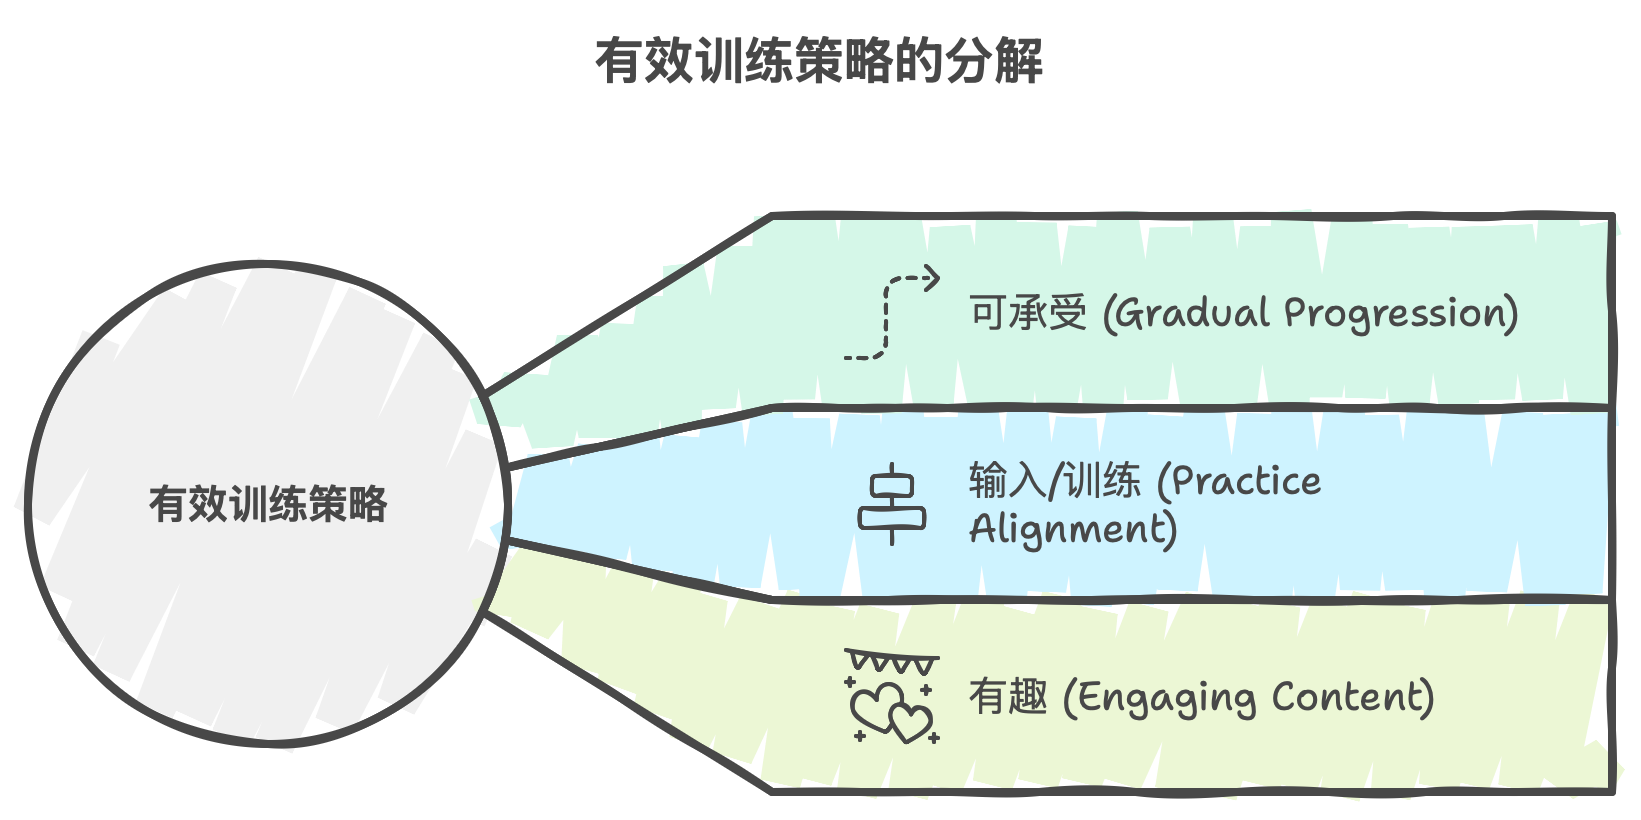 有效训练策略的分解
可承受 (Gradual Progression)
有效训练策略
输入/训练 (Practice
Alignment)
有趣 (Engaging Content)